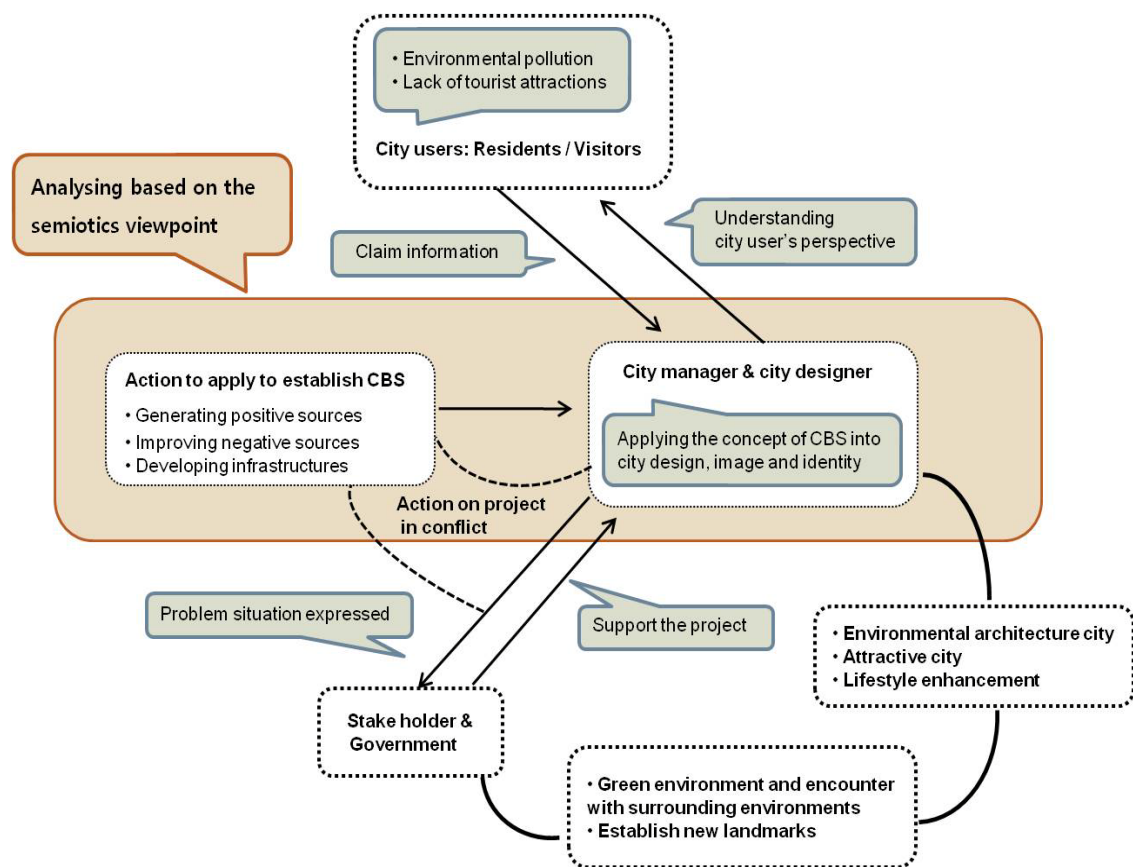 • Environmental pollution
• Lack of tourist attractions
City users: Residents / Visitors
Analysing based on the
semiotics viewpoint
Understanding
city user's perspective
Claim information
Action to apply to establish CBS
• Generating positive sources
• Improving negative sources
• Developing infrastructures
City manager & city designer
Applying the concept of CBS into
city design, image and identity
Action on project
in conflict
Problem situation expressed
Support the project
• Environmental architecture city
• Attractive city
• Lifestyle enhancement
Stake holder &
Government
• Green environment and encounter
with surrounding environments
• Establish new landmarks